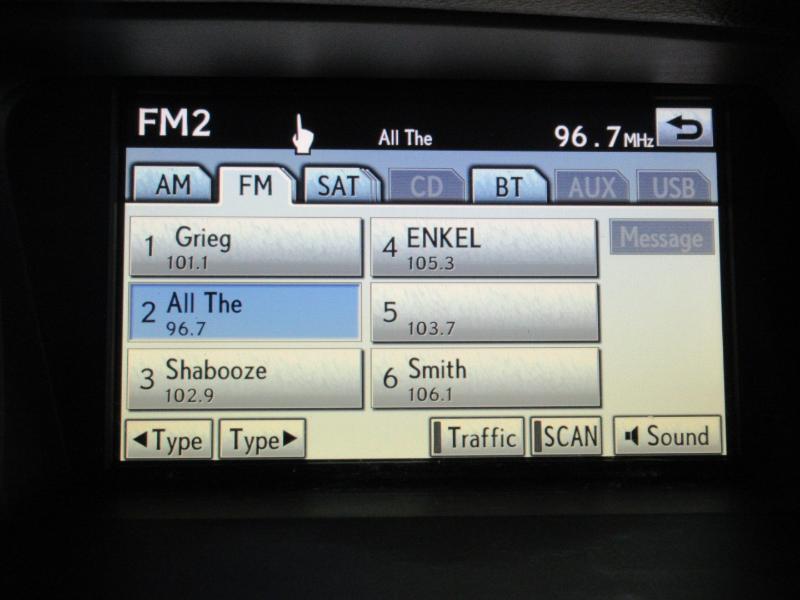 FM2 All The 96.7MHz
AM FM SAT CD BT AUX USB
1 Grieg 4 ENKEL Message
101.1 105.3
2 All The 5
96.7 103.7
3 Shabooze 6 Smith
102.9 106.1
◀Type Type▶ Traffic SCAN Sound